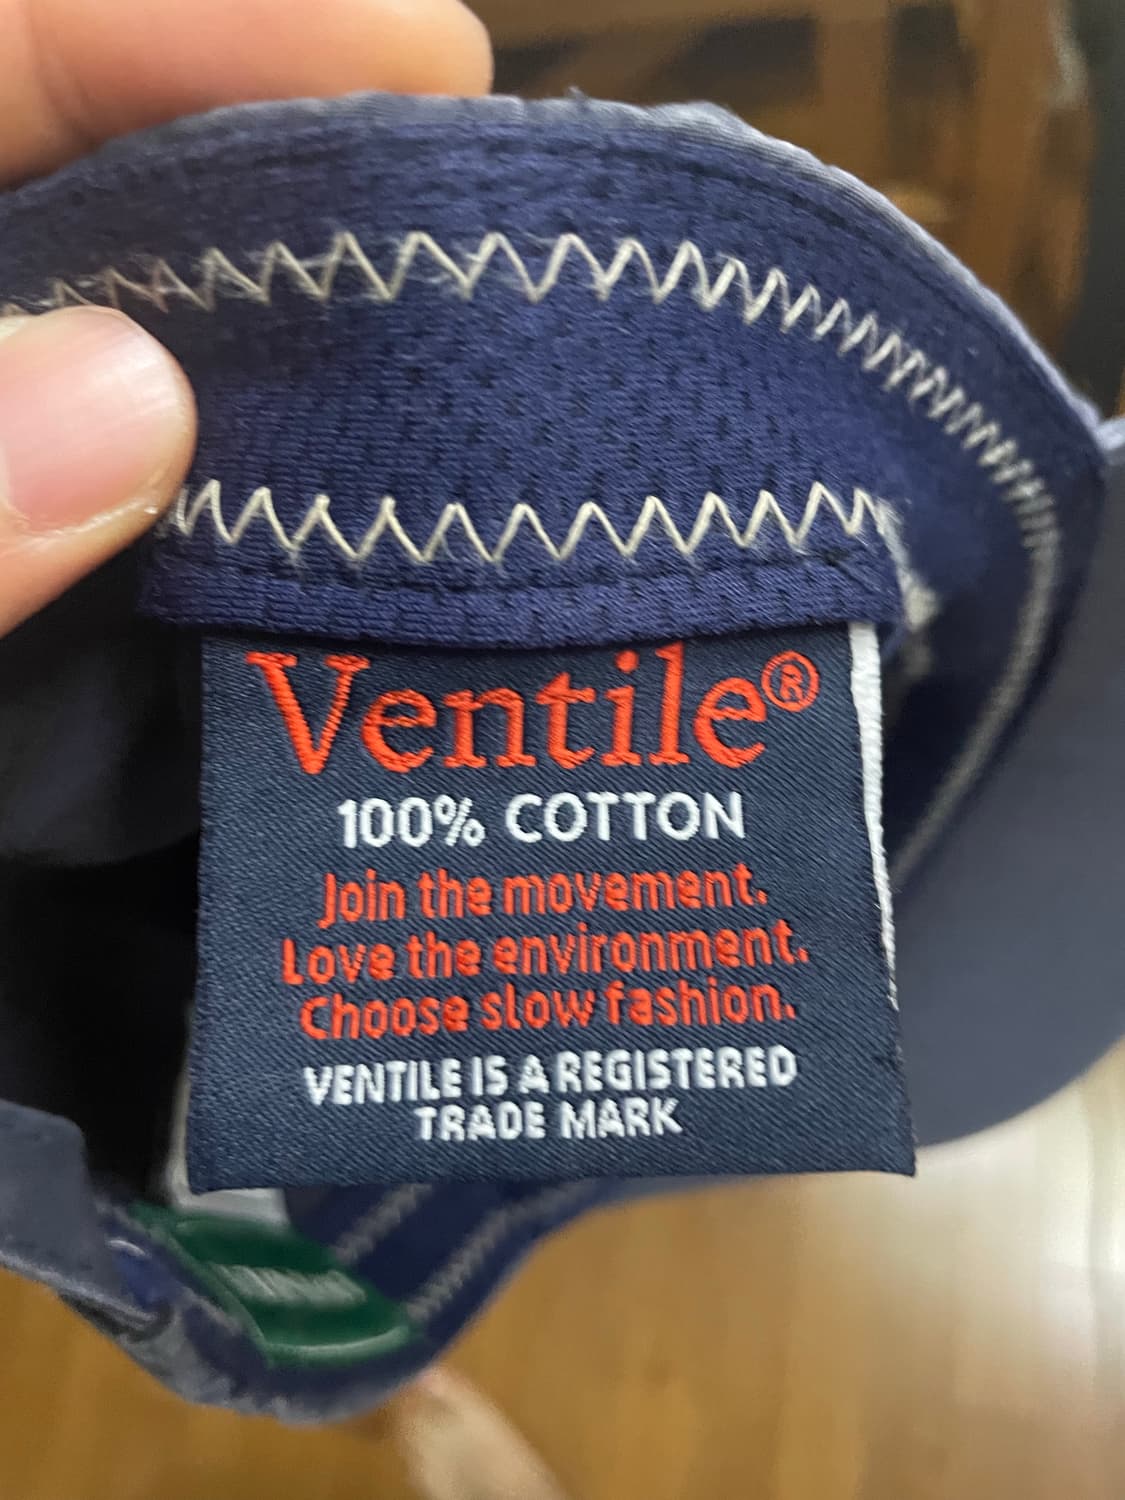 Ventile®
100% COTTON
Join the movement.
Love the environment.
Choose slow fashion.
VENTILE IS A REGISTERED
TRADE MARK